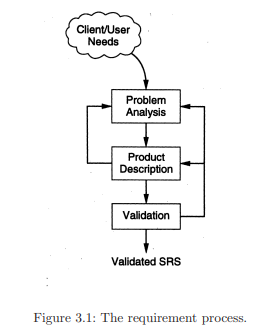 Client/User
Needs
Problem
Analysis
Product
Description
Validation
Validated SRS
Figure 3.1: The requirement process.